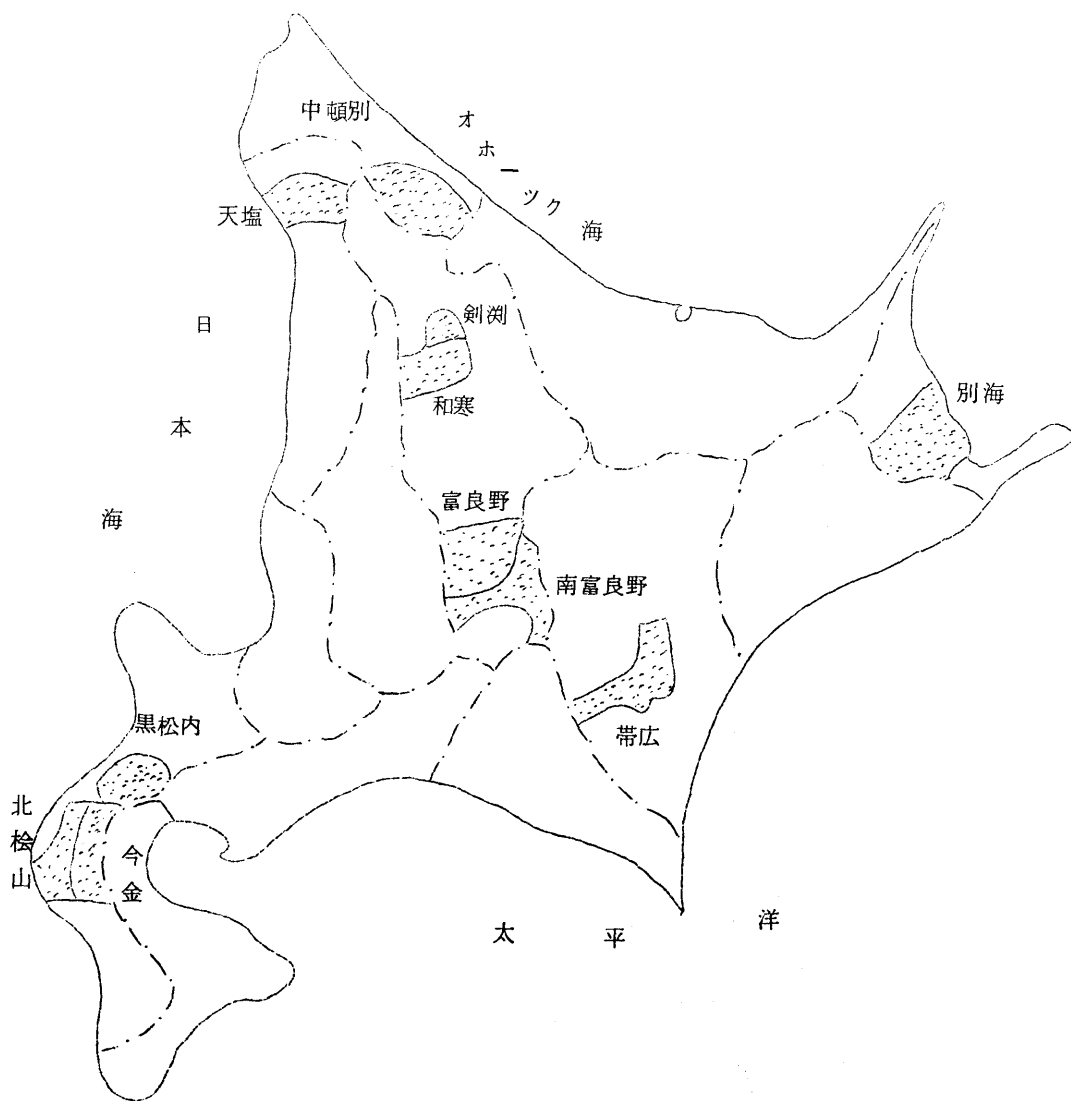 中頓別
オホーツク海
天塩
日本海
剣渕
和寒
別海
富良野
南富良野
帯広
黒松内
北桧山
今金
太平洋